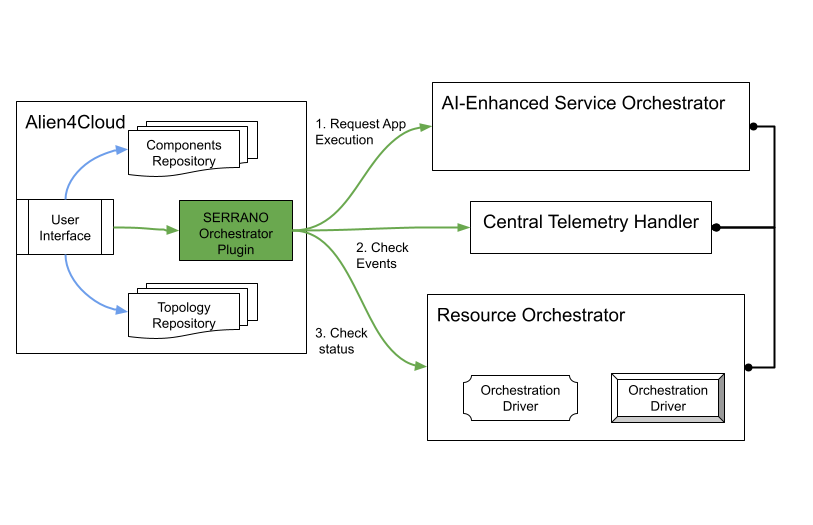 Alien4Cloud
Components
Repository
User
Interface
SERRANO
Orchestrator
Plugin
Topology
Repository
1. Request App
Execution
2. Check
Events
3. Check
status
AI-Enhanced Service Orchestrator
Central Telemetry Handler
Resource Orchestrator
Orchestration
Driver
Orchestration
Driver